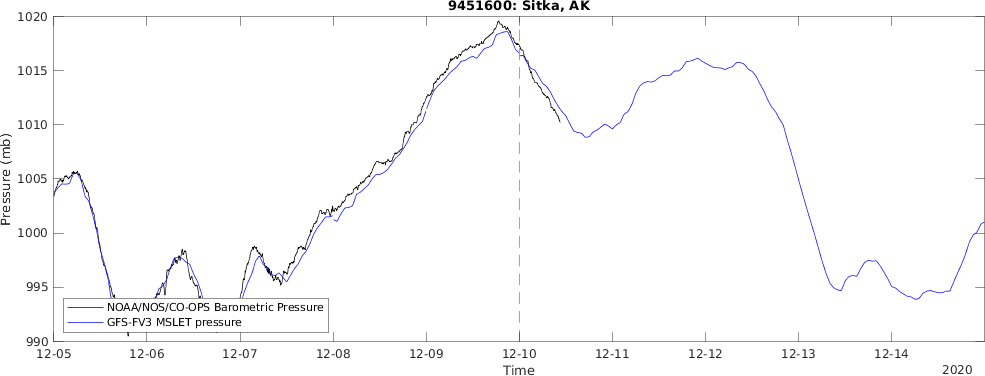 9451600: Sitka, AK
1020
1015
1010
1005
1000
995
990
Pressure (mb)
NOAA/NOS/CO-OPS Barometric Pressure
GFS-FV3 MSLET pressure
12-05 12-06 12-07 12-08 12-09 12-10 12-11 12-12 12-13 12-14
Time
2020